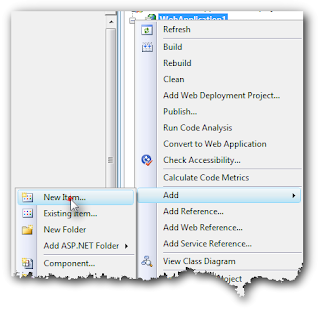 WebApplication1
Refresh
Build
Rebuild
Clean
Add Web Deployment Project...
Publish...
Run Code Analysis
Convert to Web Application
Check Accessibility...
Calculate Code Metrics
Add
Add Reference...
Add Web Reference...
Add Service Reference...
View Class Diagram
Project
New Item...
Existing Item...
New Folder
Add ASP.NET Folder
Component...